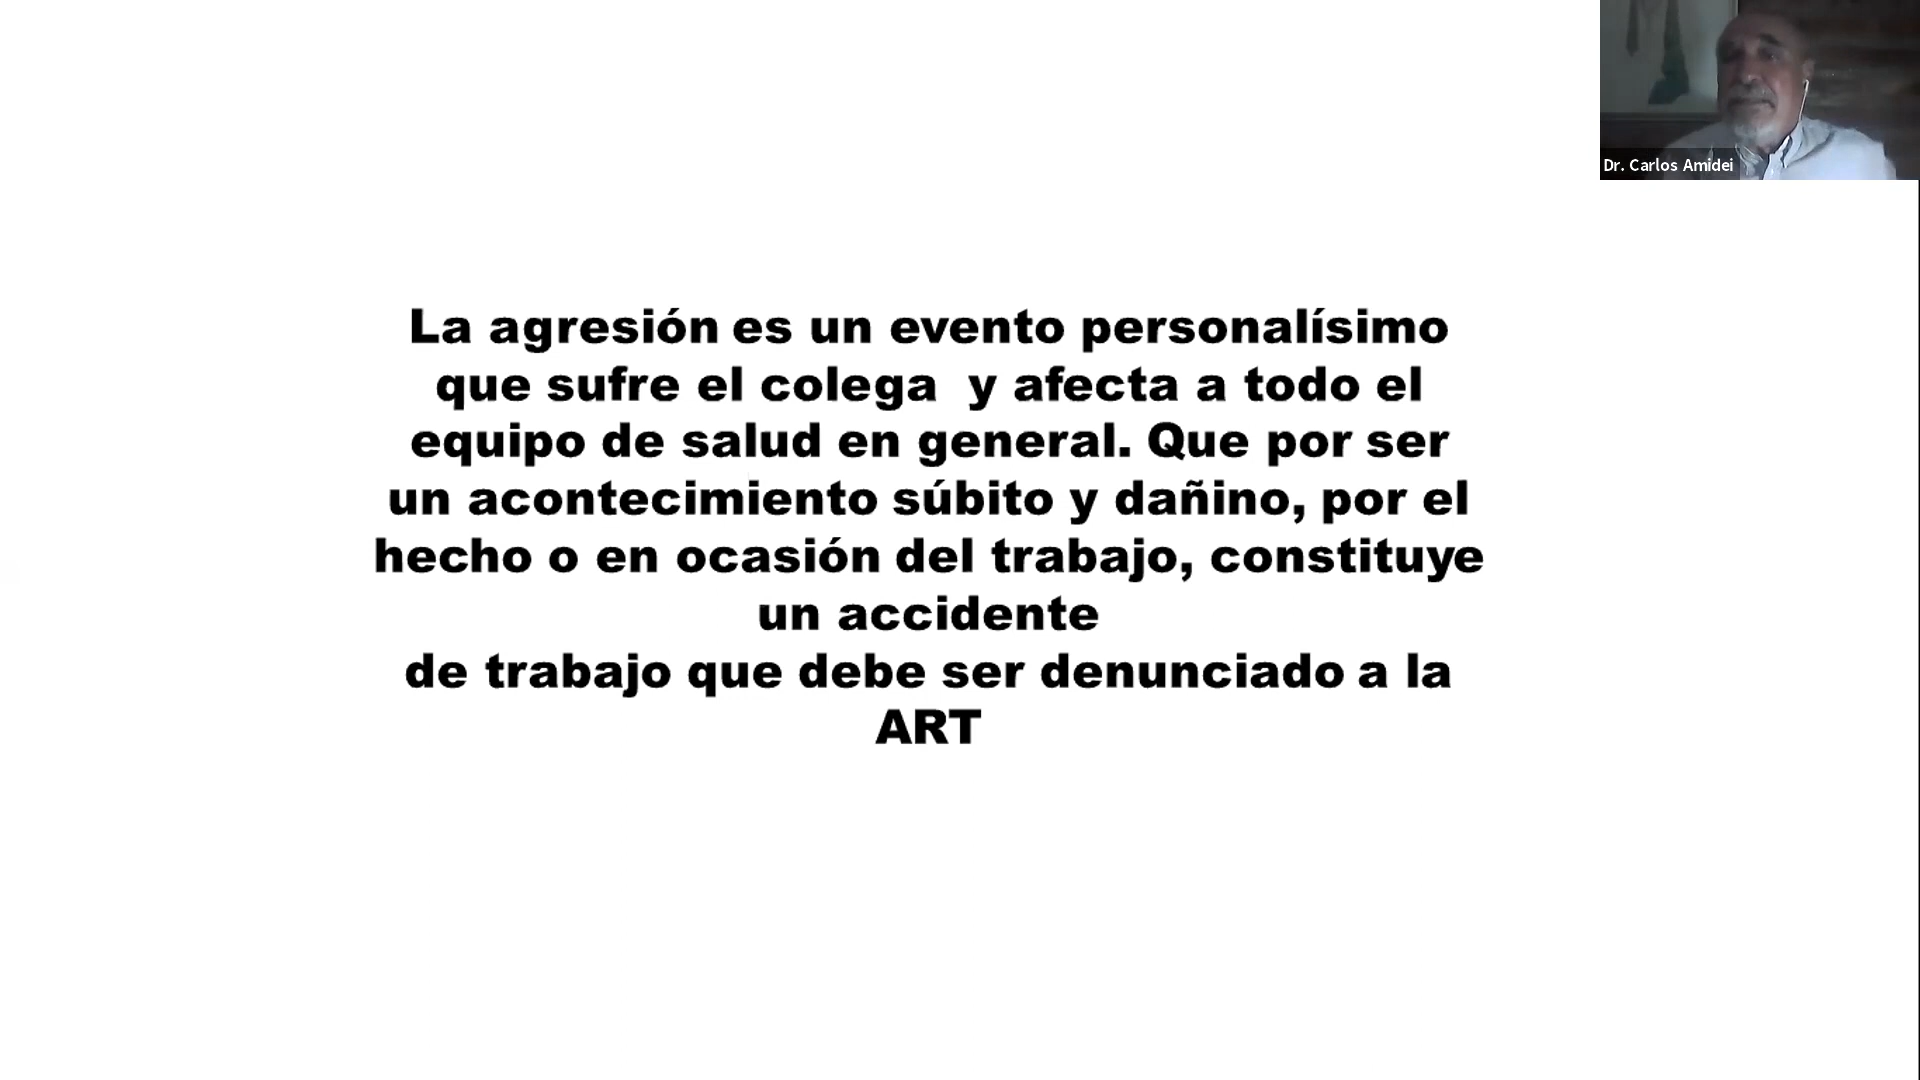 Dr. Carlos Amidei
La agresión es un evento personalísimo
que sufre el colega y afecta a todo el
equipo de salud en general. Que por ser
un acontecimiento súbito y dañino, por el
hecho o en ocasión del trabajo, constituye
un accidente
de trabajo que debe ser denunciado a la
ART